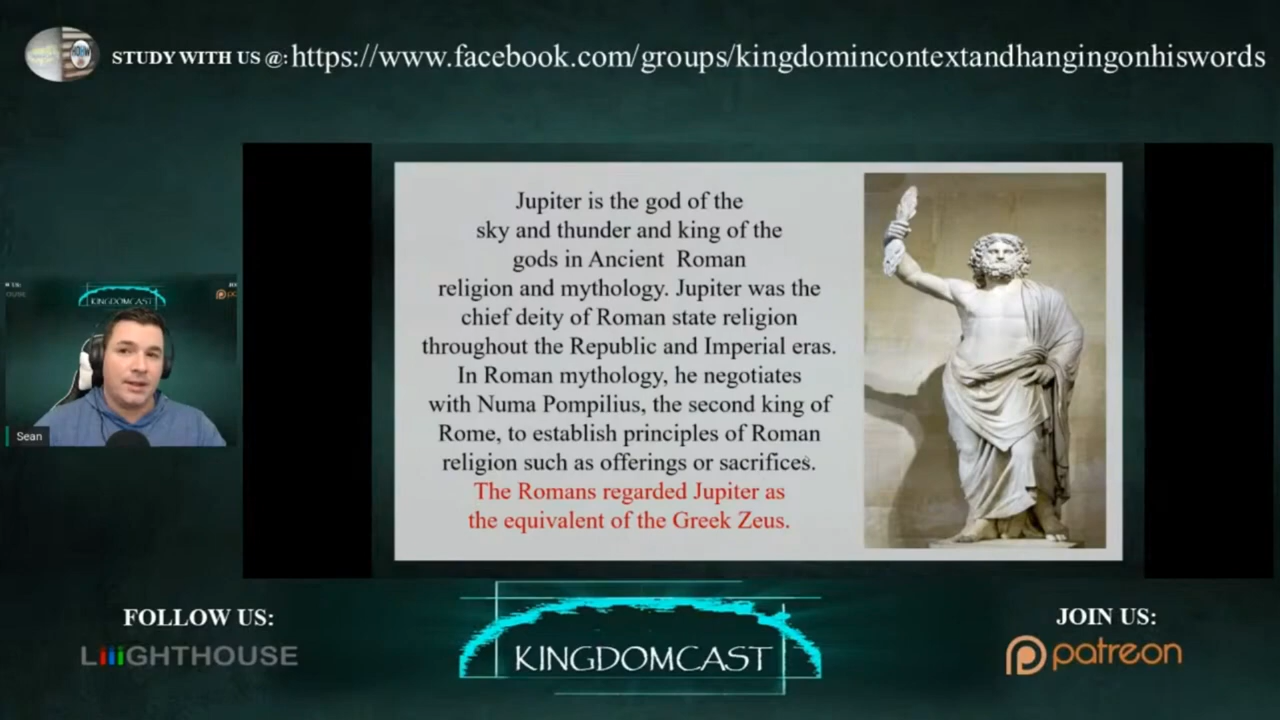 STUDY WITH US @: https://www.facebook.com/groups/kingdomincontextandhangingonhiswords
Jupiter is the god of the
sky and thunder and king of the
gods in Ancient Roman
religion and mythology. Jupiter was the
chief deity of Roman state religion
throughout the Republic and Imperial eras.
In Roman mythology, he negotiates
with Numa Pompilius, the second king of
Rome, to establish principles of Roman
religion such as offerings or sacrifices.
The Romans regarded Jupiter as
the equivalent of the Greek Zeus.
KINGDOMCAST
Sean
FOLLOW US:
LIIIGHTHOUSE
KINGDOMCAST
JOIN US:
patreon